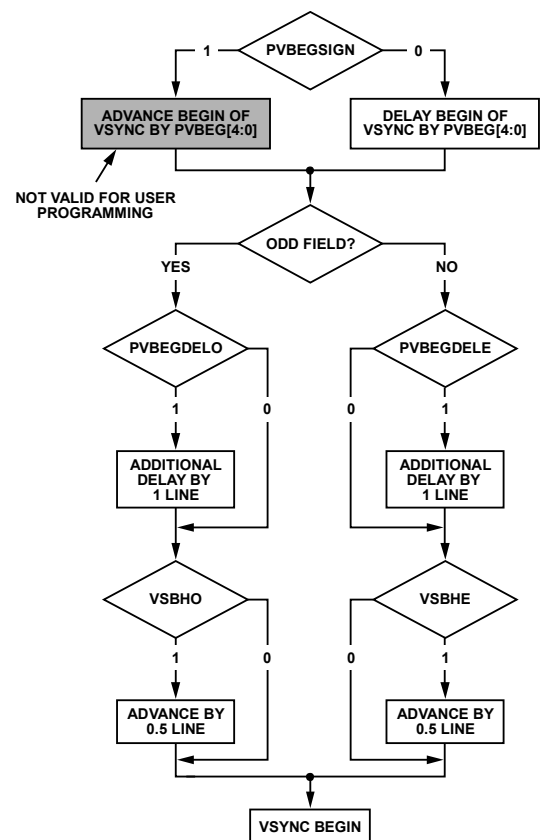 PVBEGSIGN
1
0
ADVANCE BEGIN OF
VSYNC BY PVBEG[4:0]
DELAY BEGIN OF
VSYNC BY PVBEG[4:0]
NOT VALID FOR USER
PROGRAMMING
ODD FIELD?
YES
NO
PVBEGDELO
PVBEGDELE
1
0
0
1
ADDITIONAL
DELAY BY
1 LINE
ADDITIONAL
DELAY BY
1 LINE
VSBHO
VSBHE
1
0
0
1
ADVANCE BY
0.5 LINE
ADVANCE BY
0.5 LINE
VSYNC BEGIN